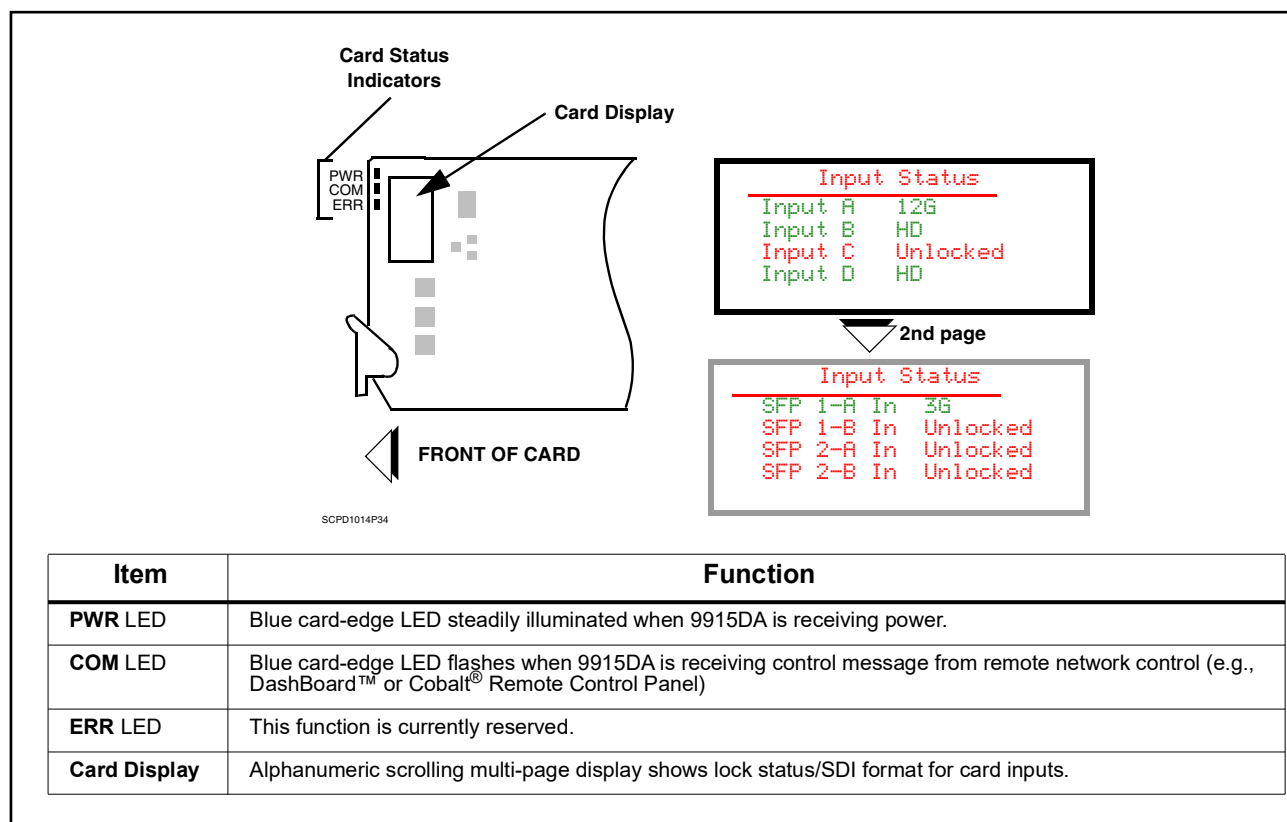 Card Status
Indicators
Card Display
PWR
COM
ERR
Input Status
Input A 12G
Input B HD
Input C Unlocked
Input D HD
2nd page
Input Status
SFP 1-A In 3G
SFP 1-B In Unlocked
SFP 2-A In Unlocked
SFP 2-B In Unlocked
FRONT OF CARD
SCPD1014P34
Item Function
PWR LED Blue card-edge LED steadily illuminated when 9915DA is receiving power.
COM LED Blue card-edge LED flashes when 9915DA is receiving control message from remote network control (e.g.,
DashBoard™ or Cobalt® Remote Control Panel)
ERR LED This function is currently reserved.
Card Display Alphanumeric scrolling multi-page display shows lock status/SDI format for card inputs.